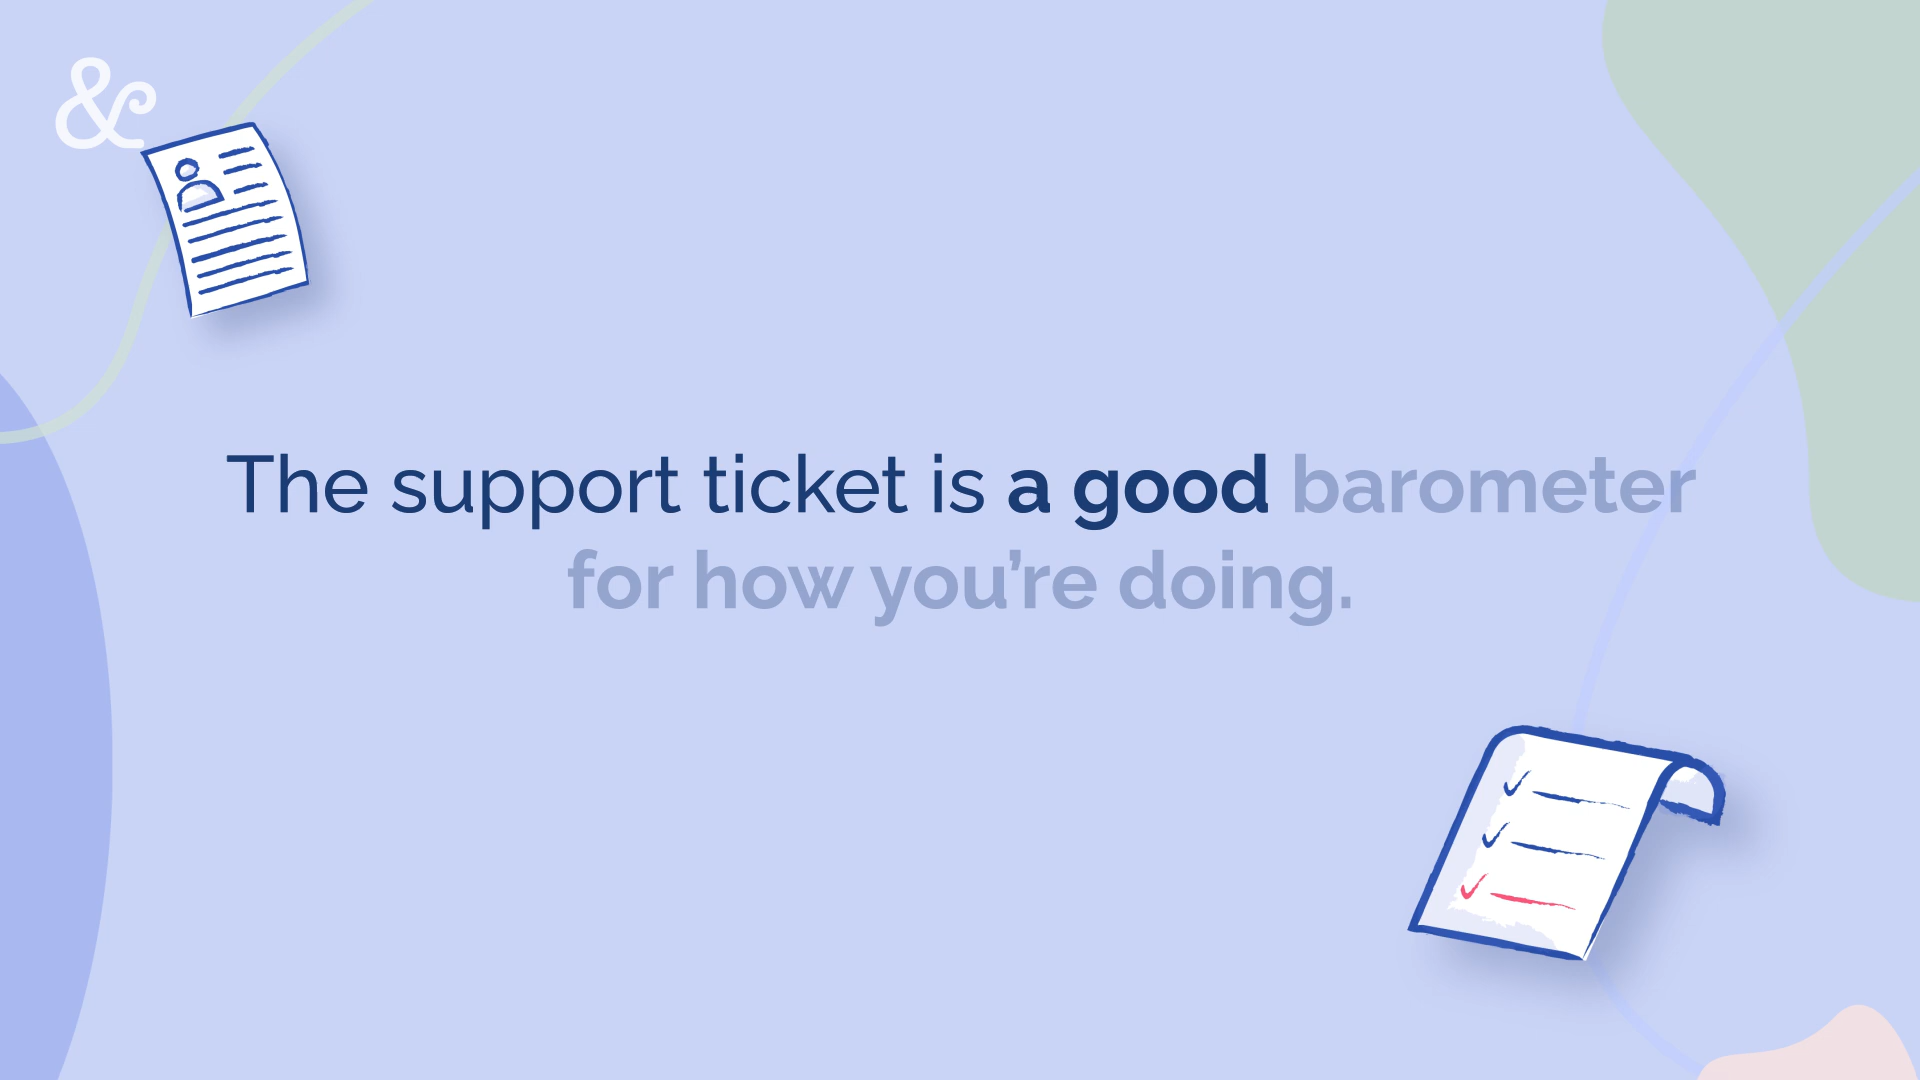 &
The support ticket is a good barometer
for how you’re doing.